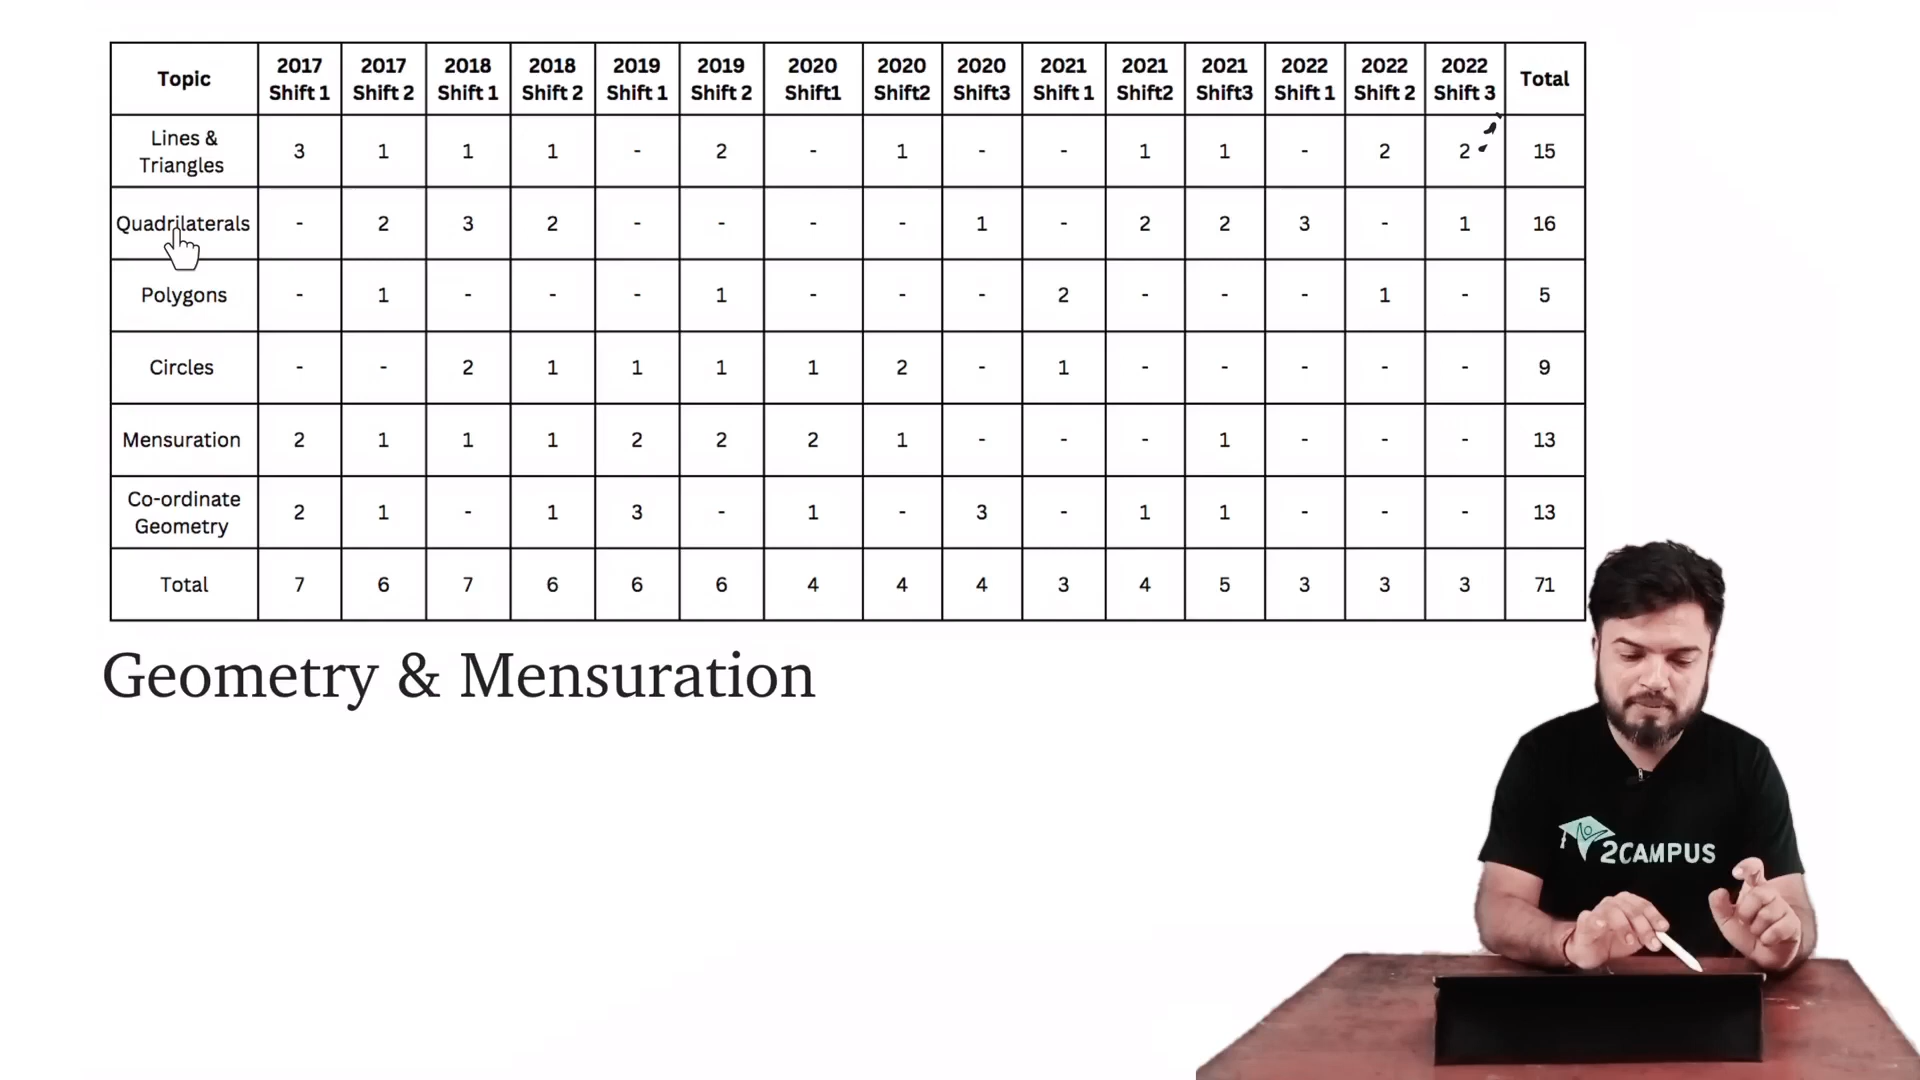 Topic 2017 Shift 1 2017 Shift 2 2018 Shift 1 2018 Shift 2 2019 Shift 1 2019 Shift 2 2020 Shift1 2020 Shift2 2020 Shift3 2021 Shift 1 2021 Shift2 2021 Shift3 2022 Shift 1 2022 Shift 2 2022 Shift 3 Total
Lines & Triangles 3 1 1 1 - 2 - 1 - - 1 1 - 2 2 15
Quadrilaterals - 2 3 2 - - - - 1 - 2 2 3 - 1 16
Polygons - 1 - - - 1 - - - 2 - - - 1 - 5
Circles - - 2 1 1 1 1 2 - 1 - - - - - 9
Mensuration 2 1 1 1 2 2 2 1 - - - 1 - - - 13
Co-ordinate Geometry 2 1 - 1 3 - 1 - 3 - 1 1 - - - 13
Total 7 6 7 6 6 6 4 4 4 3 4 5 3 3 3 71
Geometry & Mensuration
2CAMPUS